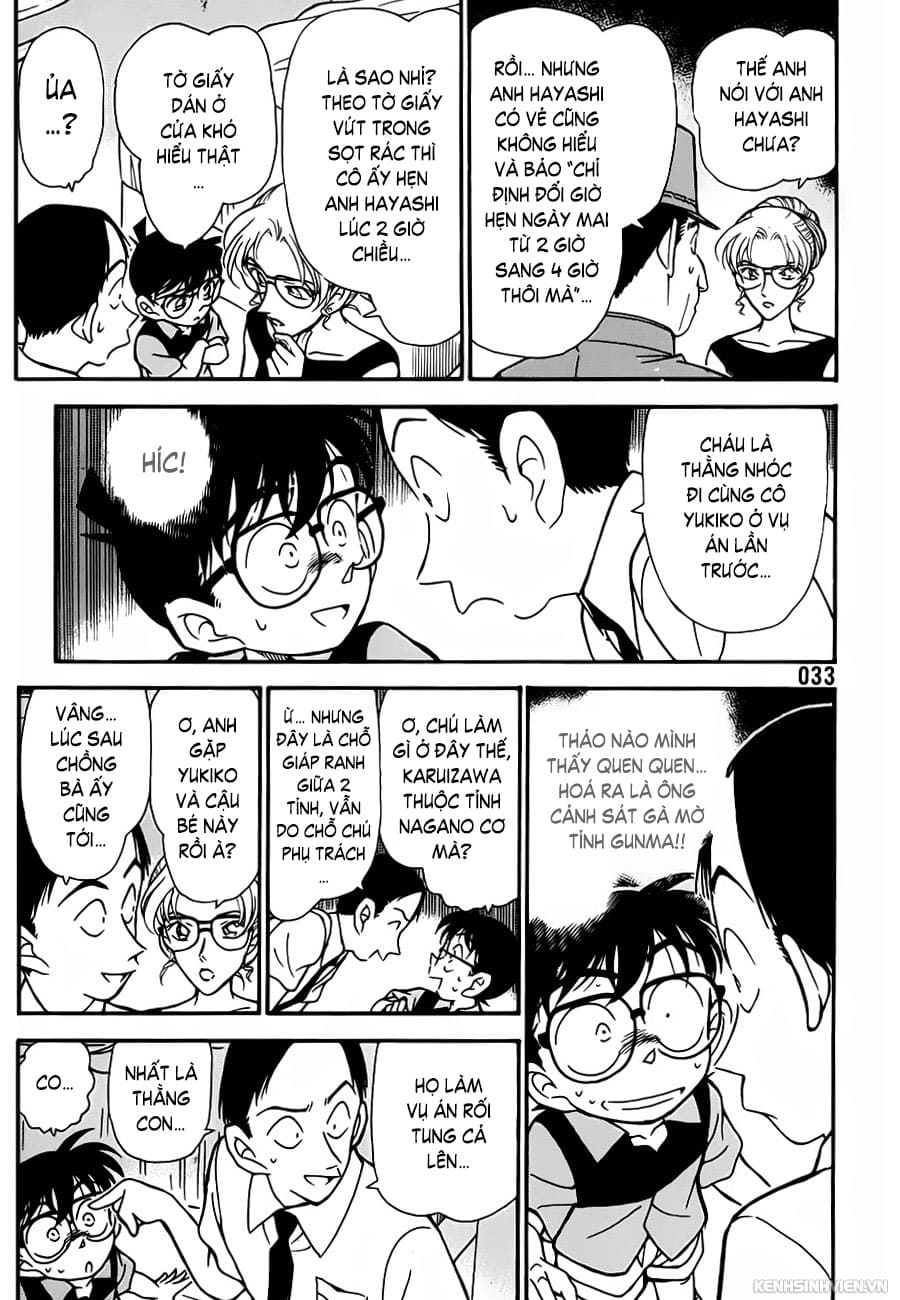 THẾ ANH
NÓI VỚI ANH
HAYASHI
CHƯA?
RỒI... NHƯNG
ANH HAYASHI
CÓ VẺ CŨNG
KHÔNG HIỂU
VÀ BẢO "CHỈ
ĐỊNH ĐỔI GIỜ
HẸN NGÀY MAI
TỪ 2 GIỜ
SANG 4 GIỜ
THÔI MÀ"...
LÀ SAO NHỈ?
THEO TỜ GIẤY
VỨT TRONG
SỌT RÁC THÌ
CÔ ẤY HẸN
ANH HAYASHI
LÚC 2 GIỜ
CHIỀU...
TỜ GIẤY
DÁN Ở
CỬA KHÓ
HIỂU THẬT
...
ỦA
...?
CHÁU LÀ
THẰNG NHÓC
ĐI CÙNG CÔ
YUKIKO Ở VỤ
ÁN LẦN
TRƯỚC...
HÍC!
033
THẢO NÀO MÌNH
THẤY QUEN QUEN...
HOÁ RA LÀ ÔNG
CẢNH SÁT GÀ MỜ
TỈNH GUNMA!!
Ơ, CHÚ LÀM
GÌ Ở ĐÂY THẾ,
KARUIZAWA
THUỘC TỈNH
NAGANO CƠ
MÀ?
Ừ... NHƯNG
ĐÂY LÀ CHỖ
GIÁP RANH
GIỮA 2
TỈNH, VẪN
DO CHỖ CHÚ
PHỤ TRÁCH
...
Ơ, ANH
GẶP
YUKIKO
VÀ CẬU
BÉ NÀY
RỒI À?
VÂNG...
LÚC SAU
CHỒNG
BÀ ẤY
CŨNG
TỚI...
HỌ LÀM
VỤ ÁN RỐI
TUNG CẢ
LÊN...
NHẤT LÀ
THẰNG
CON...
CO...
KENHSINHVIEN.VN